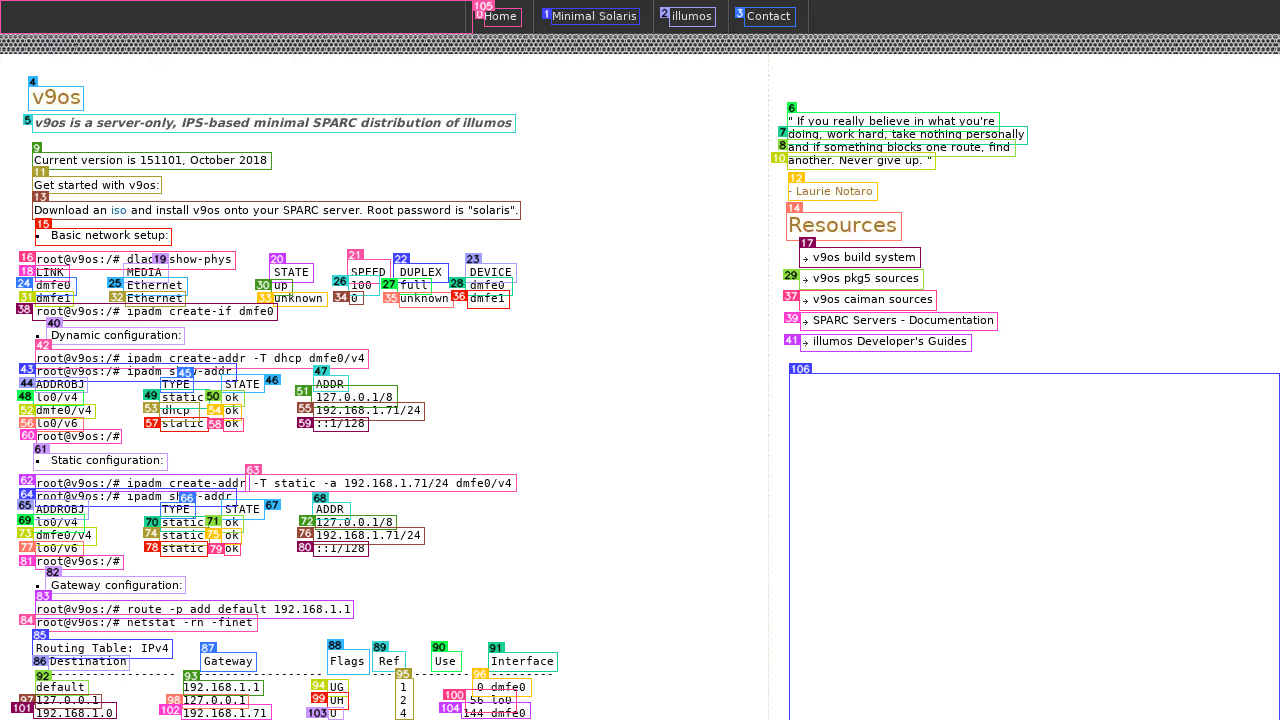 Home
Minimal Solaris
illumos
Contact
v9os
v9os is a server-only, IPS-based minimal SPARC distribution of illumos
Current version is 151101, October 2018
Get started with v9os:
Download an iso and install v9os onto your SPARC server. Root password is "solaris".
Basic network setup:
root@v9os:/# dladm show-phys
LINK MEDIA STATE SPEED DUPLEX DEVICE
dmfe0 Ethernet up 100 full dmfe0
dmfe1 Ethernet unknown 0 unknown dmfe1
root@v9os:/# ipadm create-if dmfe0
Dynamic configuration:
root@v9os:/# ipadm create-addr -T dhcp dmfe0/v4
root@v9os:/# ipadm show-addr
ADDROBJ TYPE STATE ADDR
lo0/v4 static ok 127.0.0.1/8
dmfe0/v4 dhcp ok 192.168.1.71/24
lo0/v6 static ok ::1/128
root@v9os:/#
Static configuration:
root@v9os:/# ipadm create-addr -T static -a 192.168.1.71/24 dmfe0/v4
root@v9os:/# ipadm show-addr
ADDROBJ TYPE STATE ADDR
lo0/v4 static ok 127.0.0.1/8
dmfe0/v4 static ok 192.168.1.71/24
lo0/v6 static ok ::1/128
root@v9os:/#
Gateway configuration:
root@v9os:/# route -p add default 192.168.1.1
root@v9os:/# netstat -rn -finet
Routing Table: IPv4
Destination Gateway Flags Ref Use Interface
default 192.168.1.1 UG 1 0 dmfe0
127.0.0.1 127.0.0.1 UH 2 56 lo0
192.168.1.0 192.168.1.71 U 4 144 dmfe0
" If you really believe in what you're
doing, work hard, take nothing personally
and if something blocks one route, find
another. Never give up. "
- Laurie Notaro
Resources
v9os build system
v9os pkg5 sources
v9os caiman sources
SPARC Servers - Documentation
illumos Developer's Guides